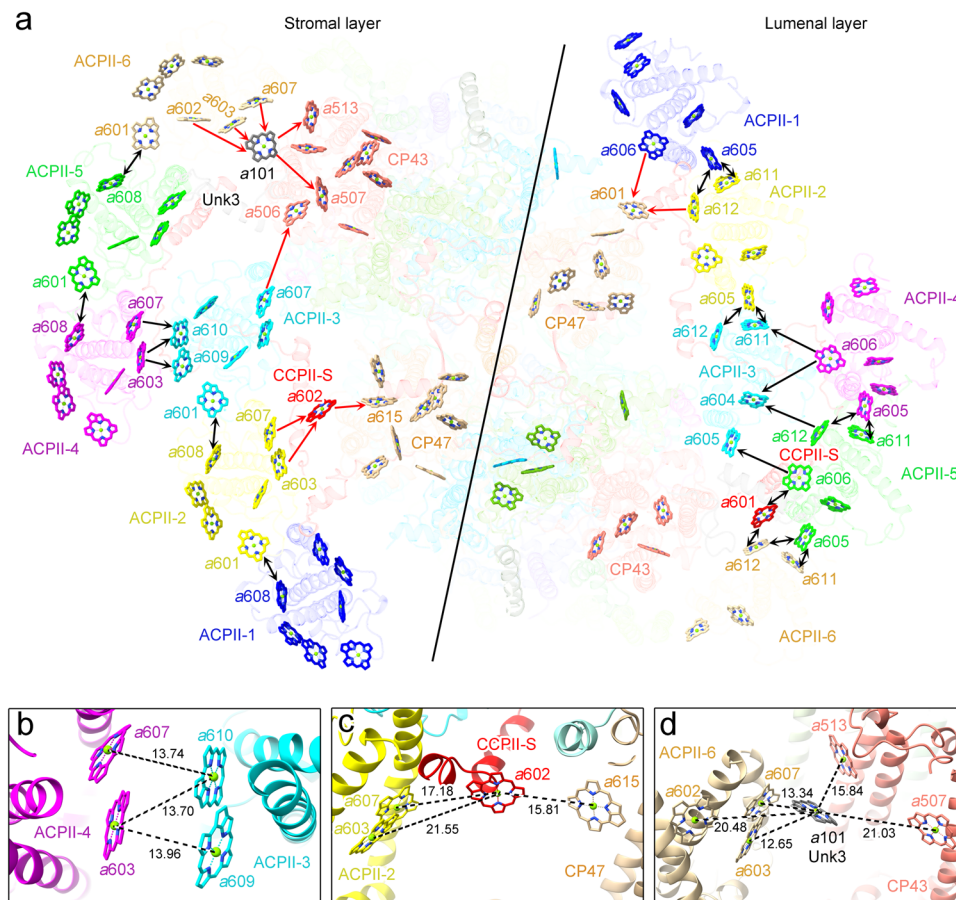 a
Stromal layer
Lumenal layer
ACPII-6
a607
a603
a602
a513
a601
a101
CP43
ACPII-5
a608
Unk3
a506
a507
a601
a607
a607
a608
a610
ACPII-3
a609
a603
CCPII-S
a602
a601
a615
ACPII-4
a607
CP47
a608
a603
ACPII-2
a601
a608
ACPII-1
ACPII-1
a606
a605
a611
ACPII-2
a601
a612
ACPII-4
a605
CP47
a612
a611
a606
ACPII-3
a604
a605
a605
a612
a611
CCPII-S
ACPII-5
a606
a601
a605
CP43
a612
a611
ACPII-6
b
a607
a610
13.74
13.70
ACPII-4
13.96
ACPII-3
a603
a609
c
CCPII-S
a602
a615
a607
17.18
15.81
a603
21.55
ACPII-2
CP47
d
a513
ACPII-6
a607
a602
13.34
15.84
a507
20.48
21.03
a101
12.65
Unk3
a603
CP43